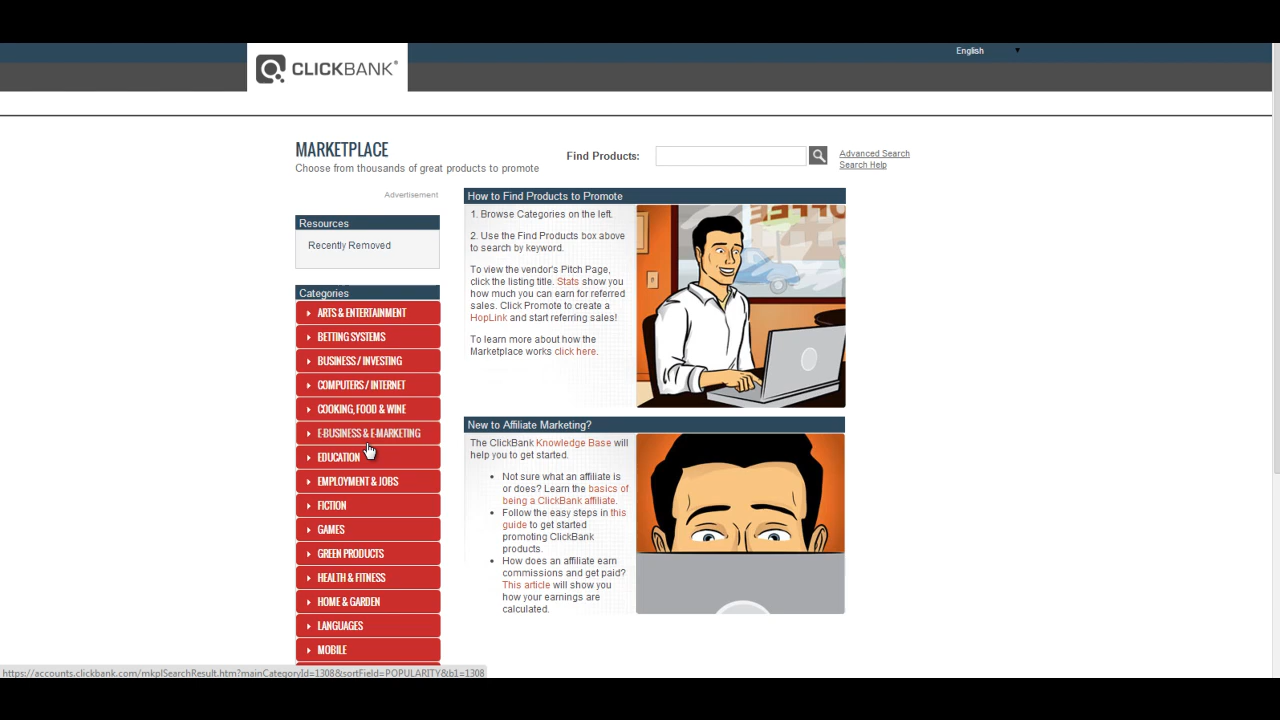 English
CLICKBANK®
MARKETPLACE
Choose from thousands of great products to promote
Find Products:
Advanced Search
Search Help
Advertisement
Resources
Recently Removed
Categories
ARTS & ENTERTAINMENT
BETTING SYSTEMS
BUSINESS / INVESTING
COMPUTERS / INTERNET
COOKING, FOOD & WINE
E-BUSINESS & E-MARKETING
EDUCATION
EMPLOYMENT & JOBS
FICTION
GAMES
GREEN PRODUCTS
HEALTH & FITNESS
HOME & GARDEN
LANGUAGES
MOBILE
How to Find Products to Promote
1. Browse Categories on the left.
2. Use the Find Products box above
to search by keyword.
To view the vendor's Pitch Page,
click the listing title. Stats show you
how much you can earn for referred
sales. Click Promote to create a
HopLink and start referring sales!
To learn more about how the
Marketplace works click here.
COFFEE
New to Affiliate Marketing?
The ClickBank Knowledge Base will
help you to get started.
• Not sure what an affiliate is
or does? Learn the basics of
being a ClickBank affiliate.
• Follow the easy steps in this
guide to get started
promoting ClickBank
products.
• How does an affiliate earn
commissions and get paid?
This article will show you
how your earnings are
calculated.
https://accounts.clickbank.com/mkplSearchResult.htm?mainCategoryId=1308&sortField=POPULARITY&b1=1308